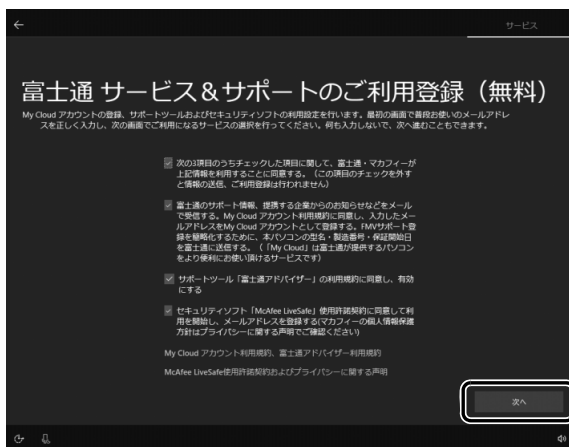 サービス
富士通 サービス＆サポートのご利用登録（無料）
My Cloud アカウントの登録、サポートツールおよびセキュリティソフトの利用設定を行います。最初の画面で普段お使いのメールアドレ
スを正しく入力し、次の画面でご利用になるサービスの選択を行ってください。何も入力しないで、次へ進むこともできます。
次の3項目のうちチェックした項目に関して、富士通・マカフィーが
上記情報を利用することに同意する。（この項目のチェックを外す
と情報の送信、ご利用登録は行われません）
富士通のサポート情報、提携する企業からのお知らせなどをメール
で受信する。My Cloud アカウント利用規約に同意し、入力したメー
ルアドレスをMy Cloud アカウントとして登録する。FMVサポート登
録を簡略化するために、本パソコンの型名・製造番号・保証開始日
を富士通に送信する。（「My Cloud」は富士通が提供するパソコン
をより便利にお使い頂けるサービスです）
サポートツール「富士通アドバイザー」の利用規約に同意し、有効
にする
セキュリティソフト「McAfee LiveSafe」使用許諾契約に同意して利
用を開始し、メールアドレスを登録する(マカフィーの個人情報保護
方針はプライバシーに関する声明でご確認ください)
My Cloud アカウント利用規約、富士通アドバイザー利用規約
McAfee LiveSafe使用許諾契約およびプライバシーに関する声明
次へ